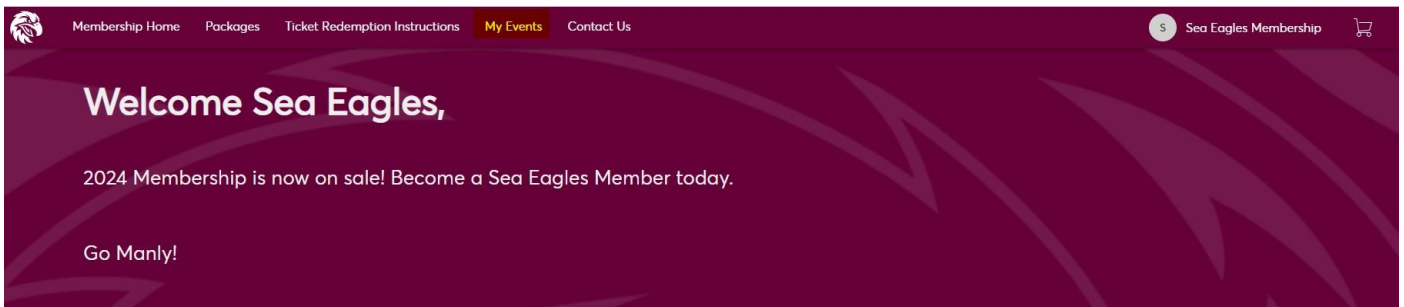 Membership Home Packages Ticket Redemption Instructions My Events Contact Us S Sea Eagles Membership
Welcome Sea Eagles,
2024 Membership is now on sale! Become a Sea Eagles Member today.
Go Manly!